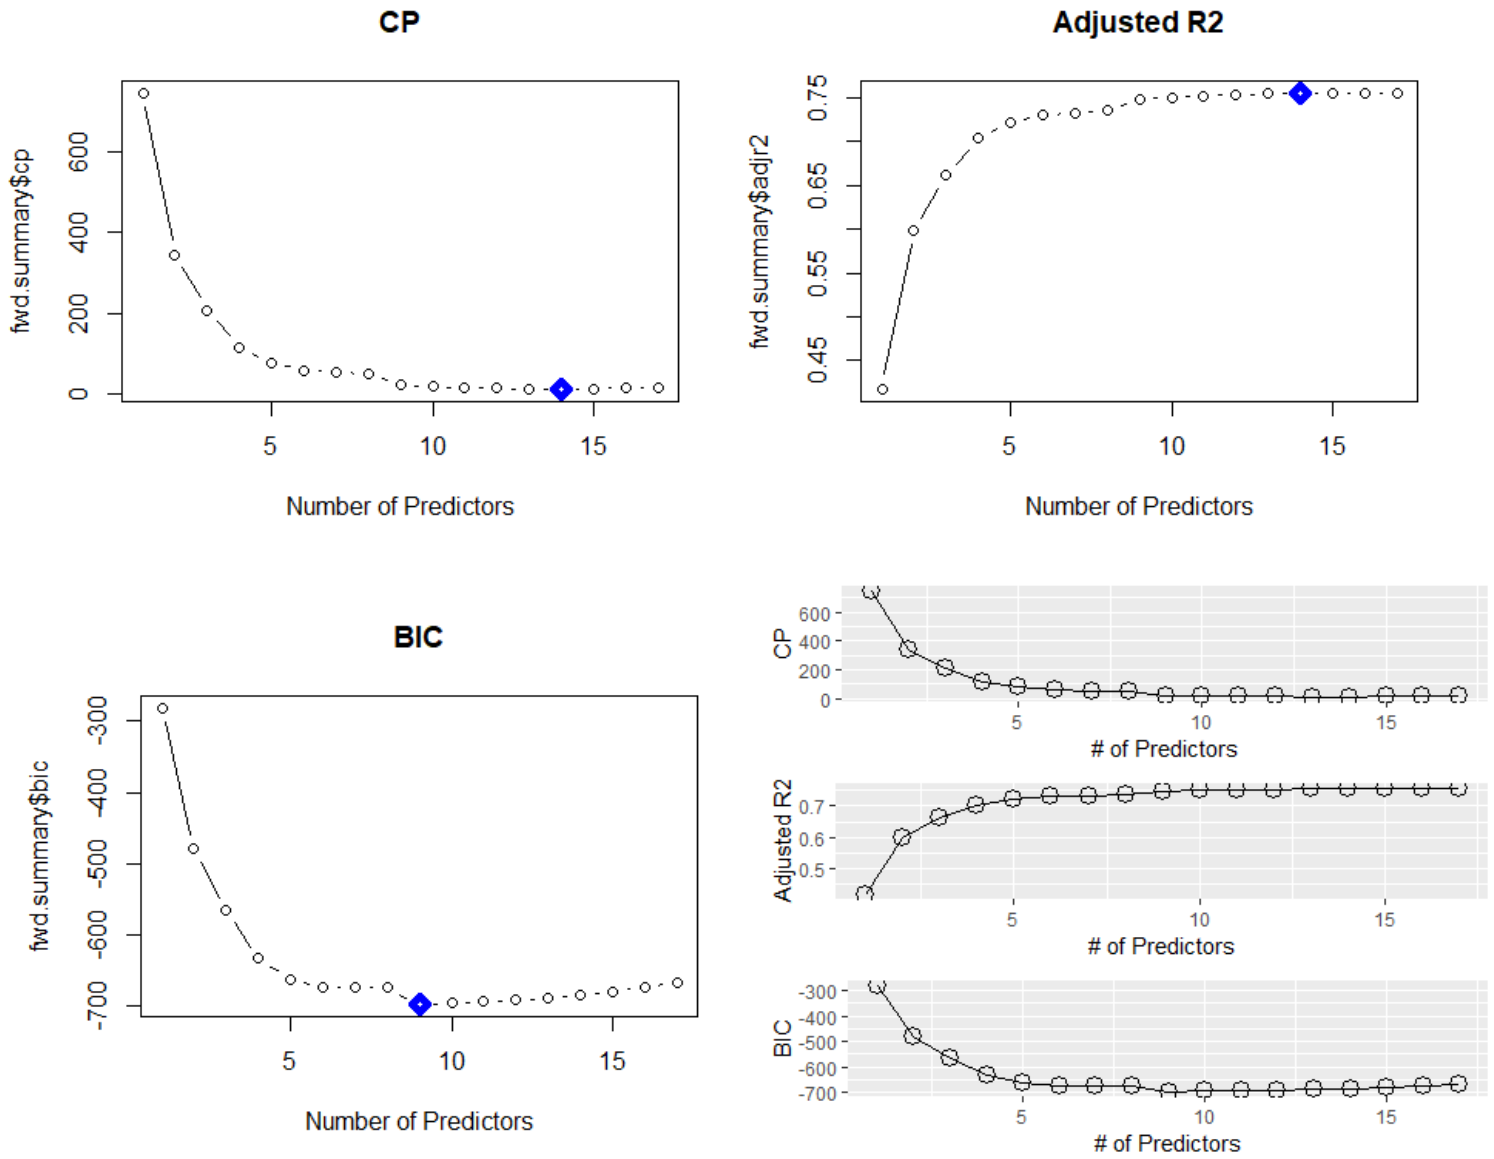 CP
fwd.summary$cp
0 200 400 600
5 10 15
Number of Predictors
Adjusted R2
fwd.summary$adjr2
0.45 0.55 0.65 0.75
5 10 15
Number of Predictors
BIC
fwd.summary$bic
-700 -600 -500 -400 -300
5 10 15
Number of Predictors
CP
600
400
200
0
5 10 15
# of Predictors
Adjusted R2
0.7
0.6
0.5
5 10 15
# of Predictors
BIC
-300
-400
-500
-600
-700
5 10 15
# of Predictors